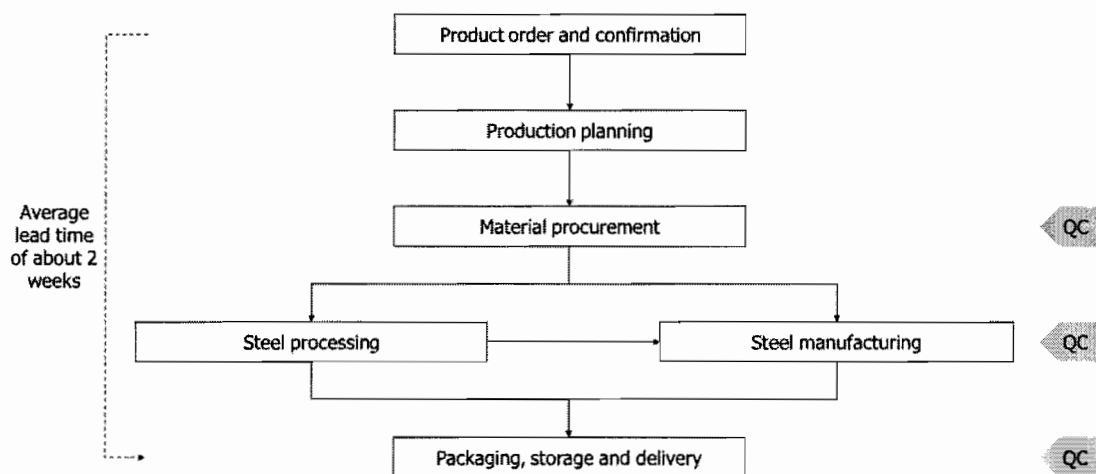 Product order and confirmation
Production planning
Average
lead time
of about 2
weeks
Material procurement
QC
Steel processing
Steel manufacturing
QC
Packaging, storage and delivery
QC